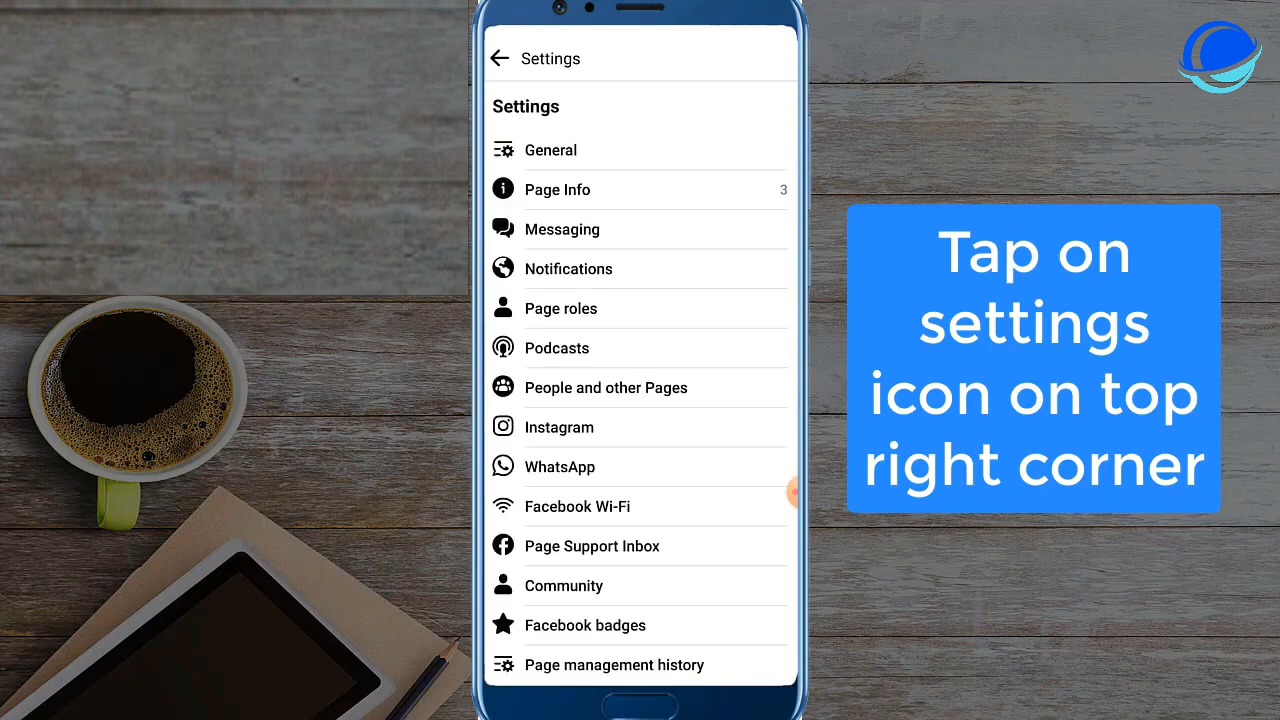 Settings
Settings
General
Page Info 3
Messaging
Notifications
Page roles
Podcasts
People and other Pages
Instagram
WhatsApp
Facebook Wi-Fi
Page Support Inbox
Community
Facebook badges
Page management history
Tap on
settings
icon on top
right corner